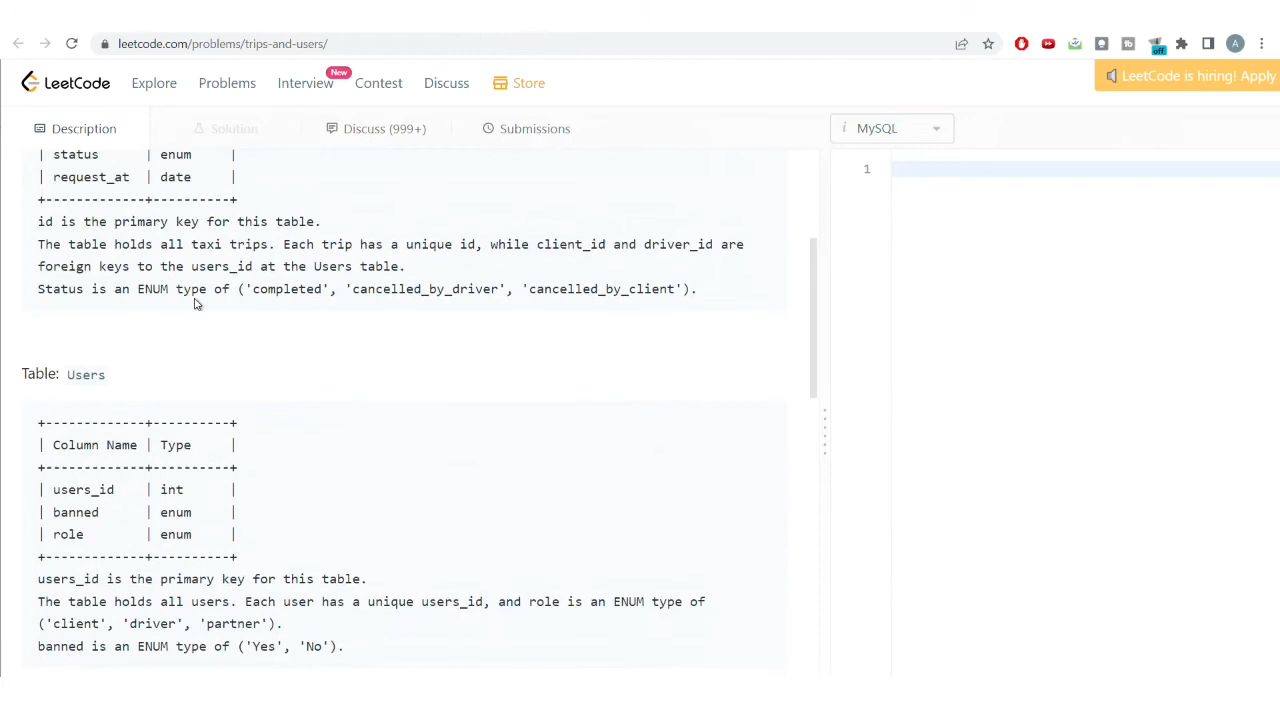 leetcode.com/problems/trips-and-users/
off
A
LeetCode Explore Problems Interview New Contest Discuss Store
LeetCode is hiring! Apply
Description Solution Discuss (999+) Submissions
i MySQL
1
| status | enum |
| request_at | date |
+-------------+----------+
id is the primary key for this table.
The table holds all taxi trips. Each trip has a unique id, while client_id and driver_id are
foreign keys to the users_id at the Users table.
Status is an ENUM type of ('completed', 'cancelled_by_driver', 'cancelled_by_client').
Table: Users
+-------------+----------+
| Column Name | Type |
+-------------+----------+
| users_id | int |
| banned | enum |
| role | enum |
+-------------+----------+
users_id is the primary key for this table.
The table holds all users. Each user has a unique users_id, and role is an ENUM type of
('client', 'driver', 'partner').
banned is an ENUM type of ('Yes', 'No').